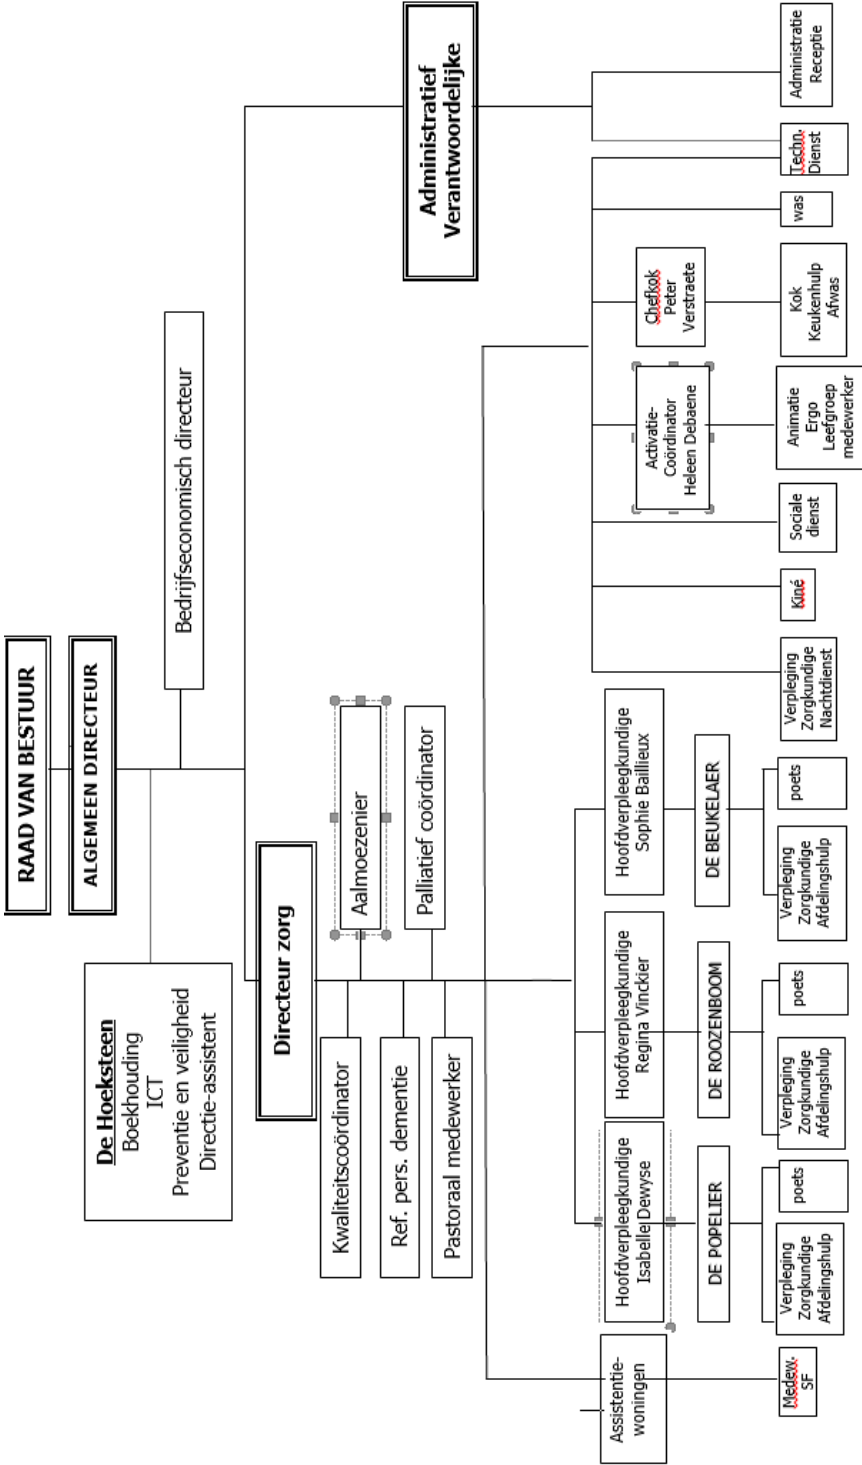 RAAD VAN BESTUUR
ALGEMEEN DIRECTEUR
De Hoeksteen
Boekhouding
ICT
Preventie en veiligheid
Directie-assistent
Bedrijfseconomisch directeur
Directeur zorg
Administratief
Verantwoordelijke
Kwaliteitscoördinator
Aalmoezenier
Ref. pers. dementie
Palliatief coördinator
Pastoraal medewerker
Assistentie-
woningen
Hoofdverpleegkundige
Isabelle Dewyse
Hoofdverpleegkundige
Regina Vinckier
Hoofdverpleegkundige
Sophie Baillieux
Activatie-
Coördinator
Heleen Debaene
Chefkok
Peter
Verstraete
DE POPELIER
DE ROOZENBOOM
DE BEUKELAER
Medew.
SF
Verpleging
Zorgkundige
Afdelingshulp
poets
Verpleging
Zorgkundige
Afdelingshulp
poets
Verpleging
Zorgkundige
Afdelingshulp
poets
Verpleging
Zorgkundige
Nachtdienst
Kiné
Sociale
dienst
Animatie
Ergo
Leefgroep
medewerker
Kok
Keukenhulp
Afwas
was
Techn.
Dienst
Administratie
Receptie